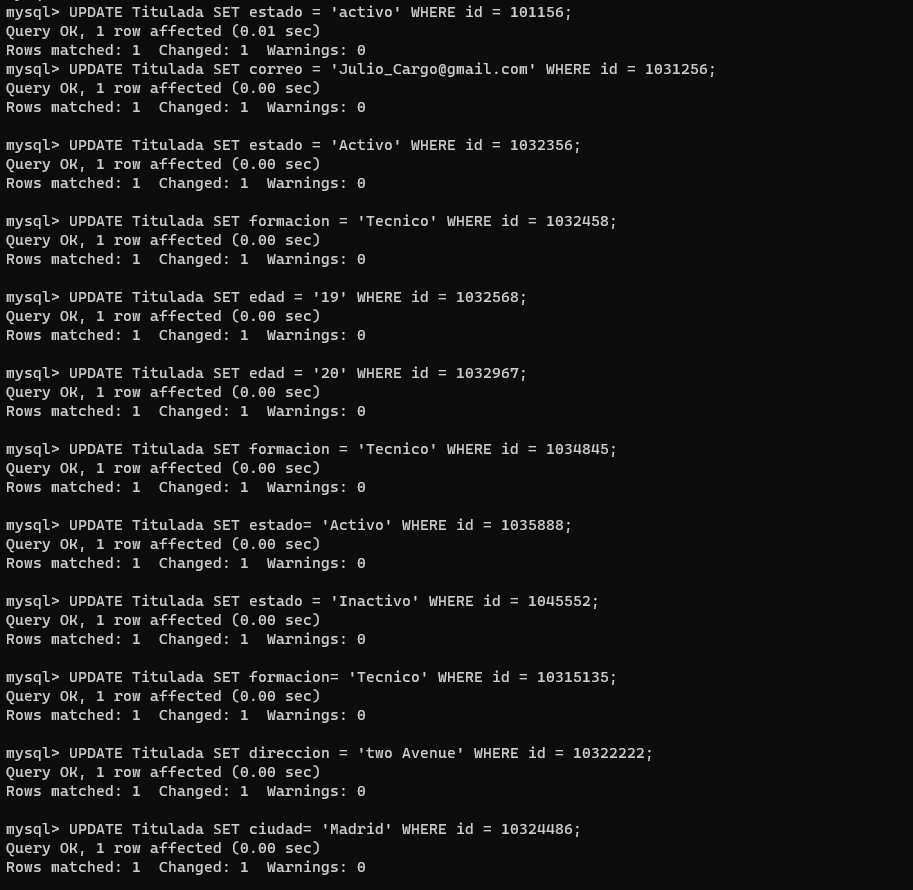 mysql> UPDATE Titulada SET estado = 'activo' WHERE id = 101156;
Query OK, 1 row affected (0.01 sec)
Rows matched: 1  Changed: 1  Warnings: 0
mysql> UPDATE Titulada SET correo = 'Julio_Cargo@gmail.com' WHERE id = 1031256;
Query OK, 1 row affected (0.00 sec)
Rows matched: 1  Changed: 1  Warnings: 0
mysql> UPDATE Titulada SET estado = 'Activo' WHERE id = 1032356;
Query OK, 1 row affected (0.00 sec)
Rows matched: 1  Changed: 1  Warnings: 0
mysql> UPDATE Titulada SET formacion = 'Tecnico' WHERE id = 1032458;
Query OK, 1 row affected (0.00 sec)
Rows matched: 1  Changed: 1  Warnings: 0
mysql> UPDATE Titulada SET edad = '19' WHERE id = 1032568;
Query OK, 1 row affected (0.00 sec)
Rows matched: 1  Changed: 1  Warnings: 0
mysql> UPDATE Titulada SET edad = '20' WHERE id = 1032967;
Query OK, 1 row affected (0.00 sec)
Rows matched: 1  Changed: 1  Warnings: 0
mysql> UPDATE Titulada SET formacion = 'Tecnico' WHERE id = 1034845;
Query OK, 1 row affected (0.00 sec)
Rows matched: 1  Changed: 1  Warnings: 0
mysql> UPDATE Titulada SET estado= 'Activo' WHERE id = 1035888;
Query OK, 1 row affected (0.00 sec)
Rows matched: 1  Changed: 1  Warnings: 0
mysql> UPDATE Titulada SET estado = 'Inactivo' WHERE id = 1045552;
Query OK, 1 row affected (0.00 sec)
Rows matched: 1  Changed: 1  Warnings: 0
mysql> UPDATE Titulada SET formacion= 'Tecnico' WHERE id = 10315135;
Query OK, 1 row affected (0.00 sec)
Rows matched: 1  Changed: 1  Warnings: 0
mysql> UPDATE Titulada SET direccion = 'two Avenue' WHERE id = 10322222;
Query OK, 1 row affected (0.00 sec)
Rows matched: 1  Changed: 1  Warnings: 0
mysql> UPDATE Titulada SET ciudad= 'Madrid' WHERE id = 10324486;
Query OK, 1 row affected (0.00 sec)
Rows matched: 1  Changed: 1  Warnings: 0